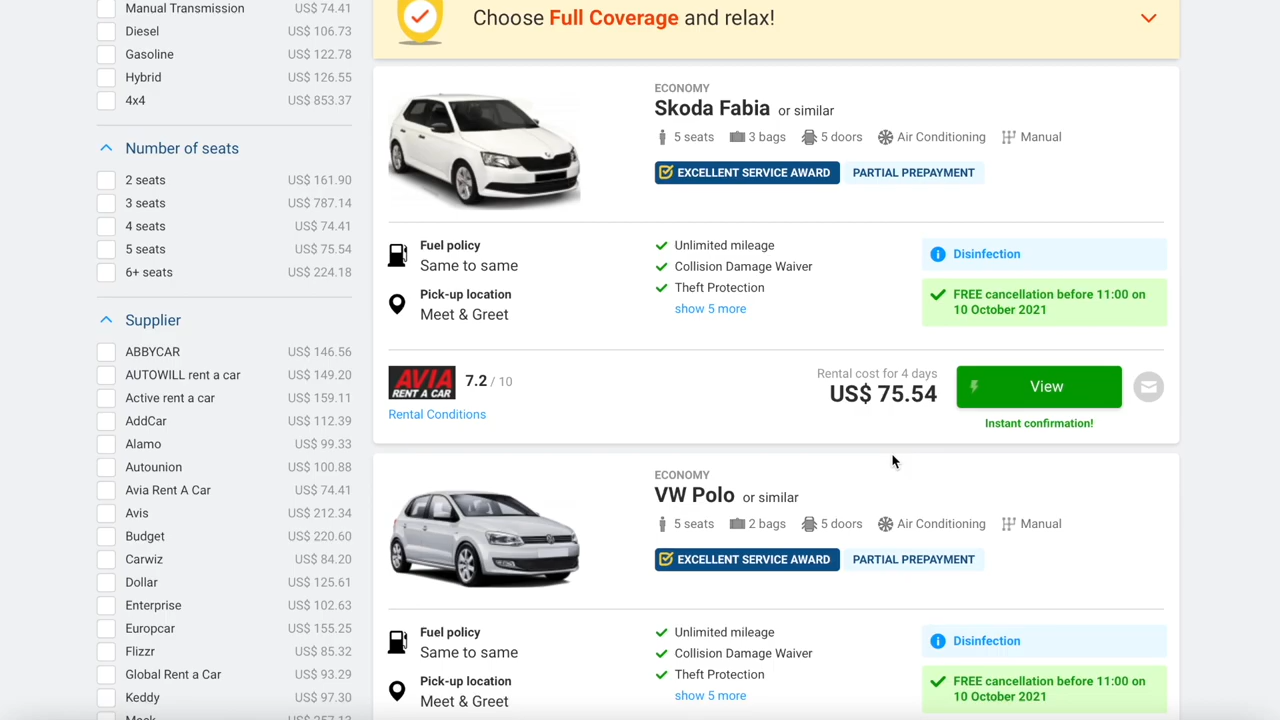 Manual Transmission US$ 74.41
Diesel US$ 106.73
Gasoline US$ 122.78
Hybrid US$ 126.55
4x4 US$ 853.37
Number of seats
2 seats US$ 161.90
3 seats US$ 787.14
4 seats US$ 74.41
5 seats US$ 75.54
6+ seats US$ 224.18
Supplier
ABBYCAR US$ 146.56
AUTOWILL rent a car US$ 149.20
Active rent a car US$ 159.11
AddCar US$ 112.39
Alamo US$ 99.33
Autounion US$ 100.88
Avia Rent A Car US$ 74.41
Avis US$ 212.34
Budget US$ 220.60
Carwiz US$ 84.20
Dollar US$ 125.61
Enterprise US$ 102.63
Europcar US$ 155.25
Flizzr US$ 85.32
Global Rent a Car US$ 93.29
Keddy US$ 97.30
Choose Full Coverage and relax!
ECONOMY
Skoda Fabia or similar
5 seats 3 bags 5 doors Air Conditioning Manual
EXCELLENT SERVICE AWARD PARTIAL PREPAYMENT
Fuel policy
Same to same
Pick-up location
Meet & Greet
Unlimited mileage
Collision Damage Waiver
Theft Protection
show 5 more
Disinfection
FREE cancellation before 11:00 on
10 October 2021
AVIA
RENT A CAR
7.2 / 10
Rental Conditions
Rental cost for 4 days
US$ 75.54
View
Instant confirmation!
ECONOMY
VW Polo or similar
5 seats 2 bags 5 doors Air Conditioning Manual
EXCELLENT SERVICE AWARD PARTIAL PREPAYMENT
Fuel policy
Same to same
Pick-up location
Meet & Greet
Unlimited mileage
Collision Damage Waiver
Theft Protection
show 5 more
Disinfection
FREE cancellation before 11:00 on
10 October 2021